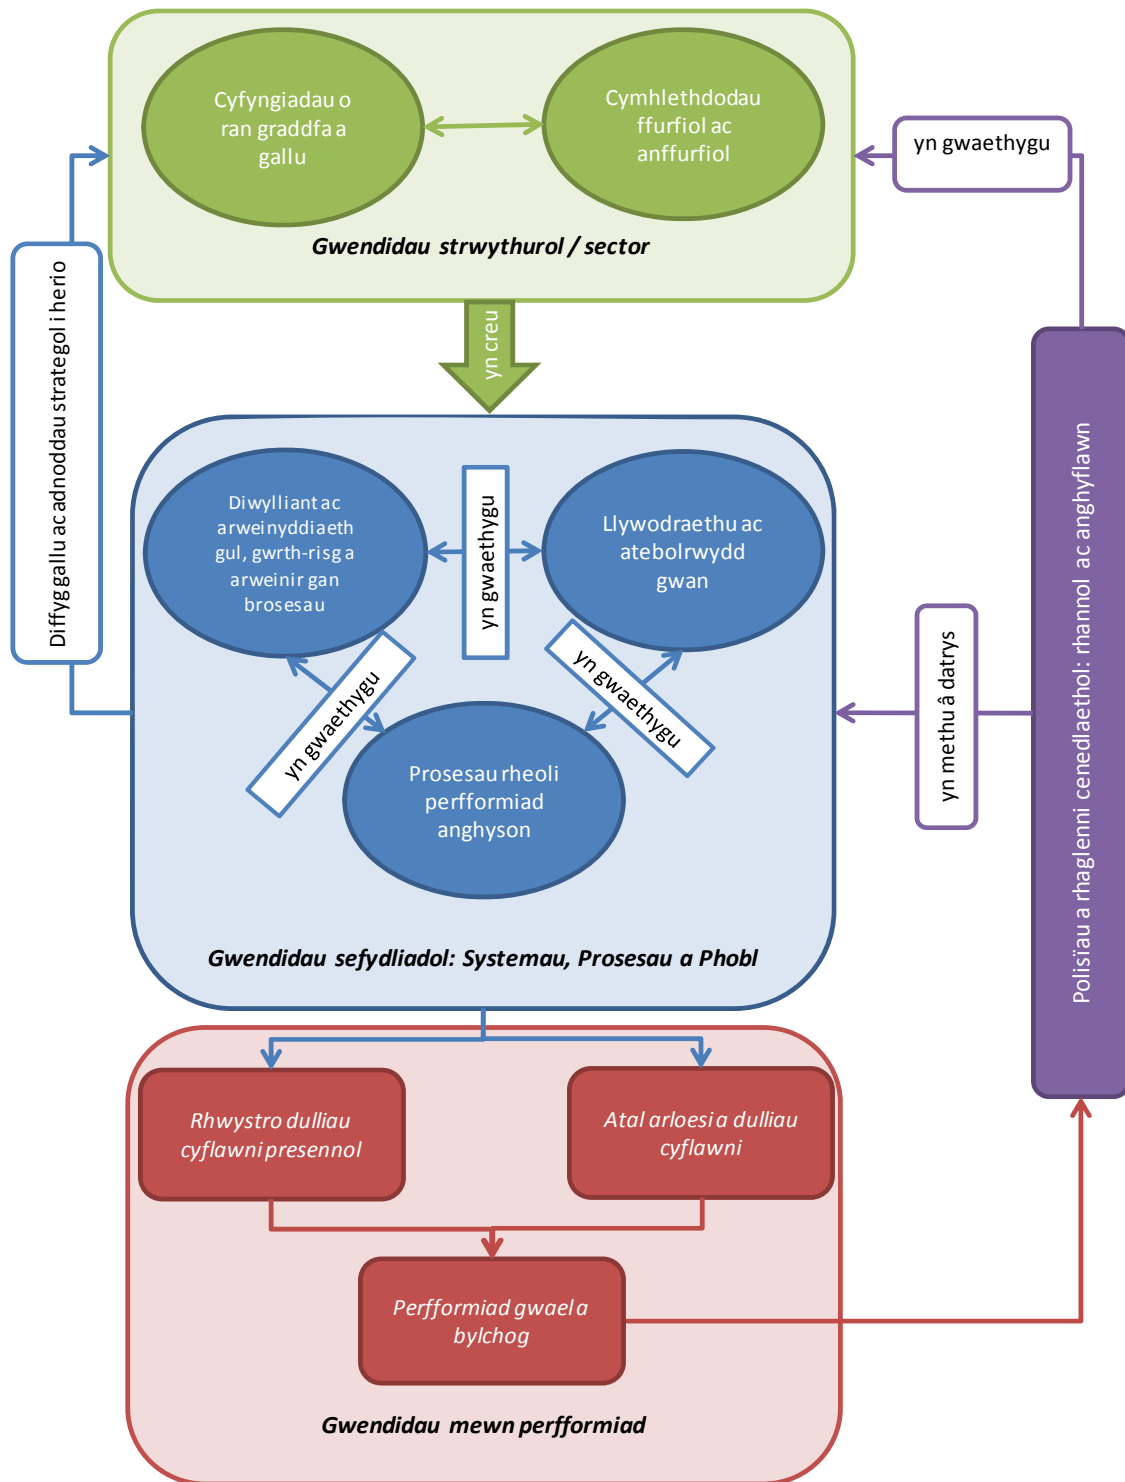 Cyfyngiadau o
ran graddfa a
gallu
Cymhlethdodau
ffurfiol ac
anffurfiol
Gwendidau strwythurol / sector
yn gwaethygu
Diffyg gallu ac adnoddau strategol i herio
yn creu
Diwylliant ac
arweinyddiaeth
gul, gwrth-risg a
arweinir gan
brosesau
yn gwaethygu
Llywodraethu ac
atebolrwydd
gwan
yn gwaethygu
yn gwaethygu
Prosesau rheoli
perfformiad
anghyson
Gwendidau sefydliadol: Systemau, Prosesau a Phobl
yn methu â datrys
Polisïau a rhaglenni cenedlaethol: rhannol ac anghyflawn
Rhwystro dulliau
cyflawni presennol
Atal arloesi a dulliau
cyflawni
Perfformiad gwael a
bylchog
Gwendidau mewn perfformiad